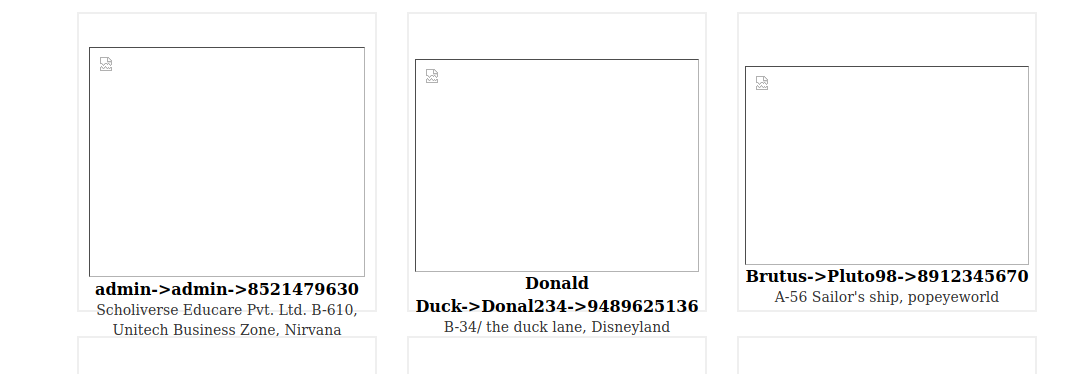 admin->admin->8521479630
Scholiverse Educare Pvt. Ltd. B-610,
Unitech Business Zone, Nirvana
Donald
Duck->Donal234->9489625136
B-34/ the duck lane, Disneyland
Brutus->Pluto98->8912345670
A-56 Sailor's ship, popeyeworld